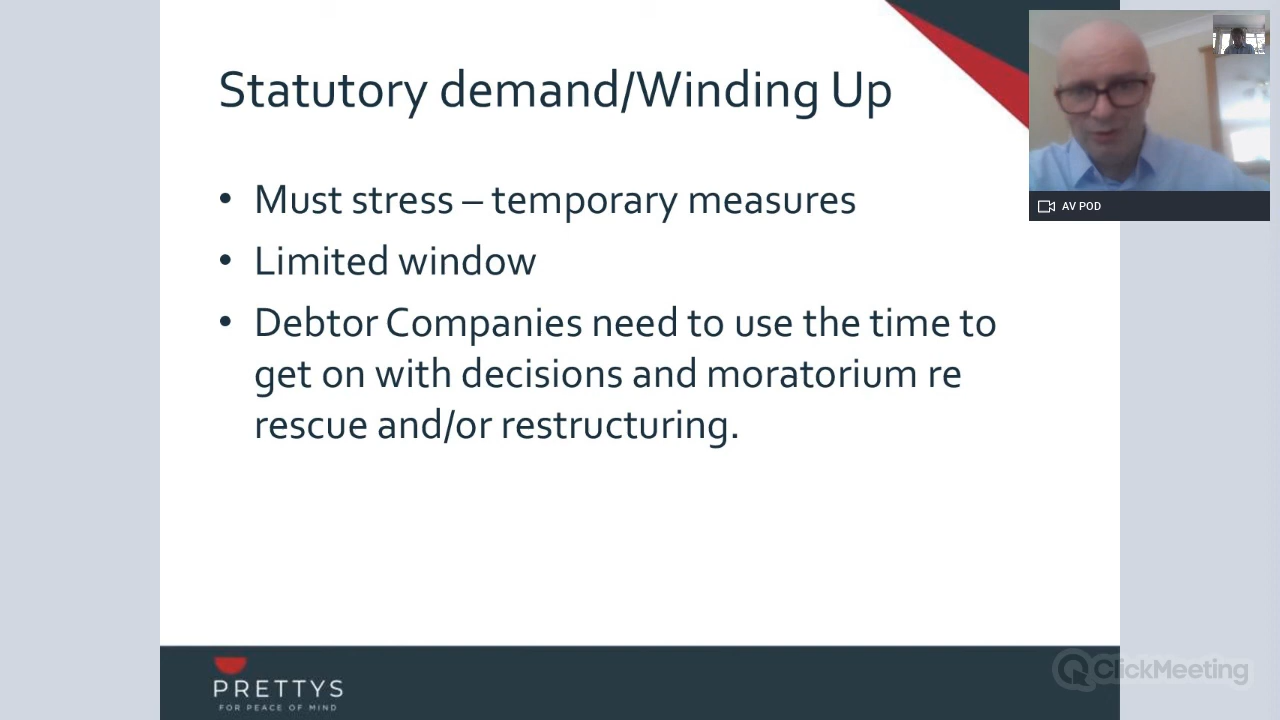 Statutory demand/Winding Up
• Must stress – temporary measures
• Limited window
• Debtor Companies need to use the time to
get on with decisions and moratorium re
rescue and/or restructuring.
AV POD
PRETTYS
FOR PEACE OF MIND
ClickMeeting